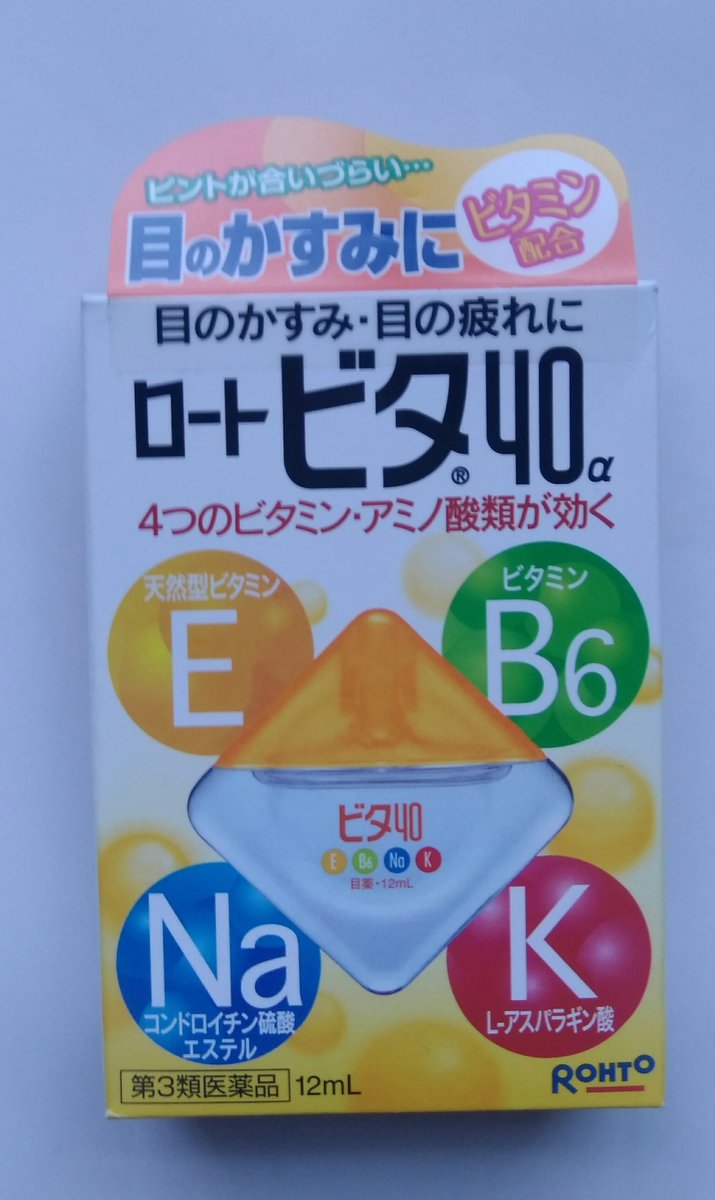 ピントが合いづらい…
目のかすみに
ビタミン
配合
目のかすみ・目の疲れに
ロートビタ®40α
4つのビタミン・アミノ酸類が効く
天然型ビタミン
E
ビタミン
B6
ビタ40
E B6 Na K
目薬・12mL
Na
コンドロイチン硫酸
エステル
K
L-アスパラギン酸
第3類医薬品 12mL
ROHTO